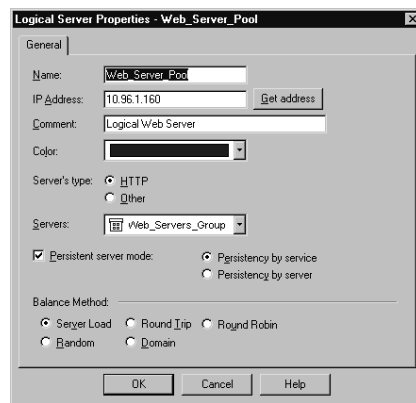 Logical Server Properties - Web_Server_Pool
General
Name: Web_Server_Pool
IP Address: 10.96.1.160 Get address
Comment: Logical Web Server
Color:
Server's type: HTTP
Other
Servers: Web_Servers_Group
Persistent server mode: Persistency by service
Persistency by server
Balance Method:
Server Load Round Trip Round Robin
Random Domain
OK Cancel Help